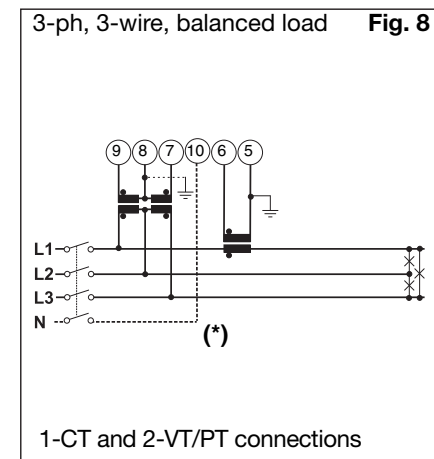 3-ph, 3-wire, balanced load Fig. 8
9 8 7 10 6 5
L1
L2
L3
N
(*)
1-CT and 2-VT/PT connections